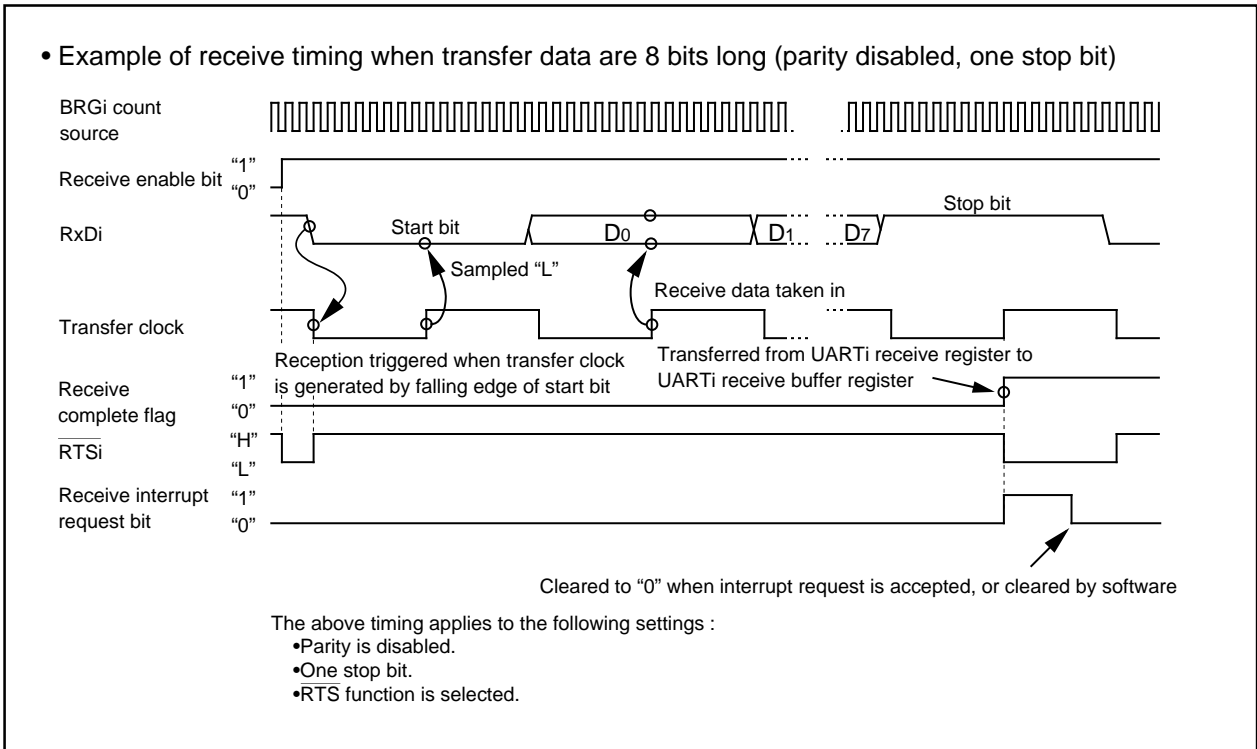 • Example of receive timing when transfer data are 8 bits long (parity disabled, one stop bit)
BRGi count
source
Receive enable bit
“1”
“0”
RxDi
Start bit
D0
D1
D7
Stop bit
Sampled “L”
Receive data taken in
Transfer clock
Reception triggered when transfer clock
is generated by falling edge of start bit
Transferred from UARTi receive register to
UARTi receive buffer register
Receive
complete flag
“1”
“0”
RTSi
“H”
“L”
Receive interrupt
request bit
“1”
“0”
Cleared to “0” when interrupt request is accepted, or cleared by software
The above timing applies to the following settings :
•Parity is disabled.
•One stop bit.
•RTS function is selected.